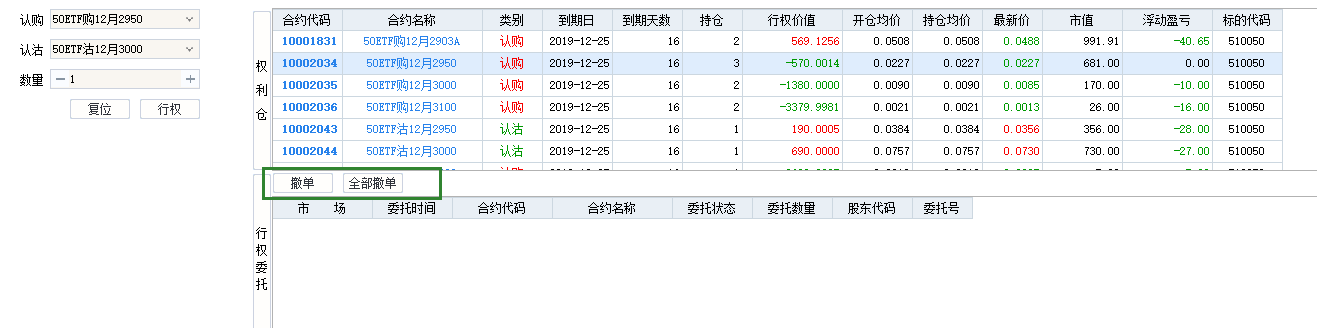 认购 50ETF购12月2950
认沽 50ETF沽12月3000
数量 1
复位 行权
权利仓
合约代码 合约名称 类别 到期日 到期天数 持仓 行权价值 开仓均价 持仓均价 最新价 市值 浮动盈亏 标的代码
10001831 50ETF购12月2903A 认购 2019-12-25 16 2 569.1256 0.0508 0.0508 0.0488 991.91 -40.65 510050
10002034 50ETF购12月2950 认购 2019-12-25 16 3 -570.0014 0.0227 0.0227 0.0227 681.00 0.00 510050
10002035 50ETF购12月3000 认购 2019-12-25 16 2 -1380.0000 0.0090 0.0090 0.0085 170.00 -10.00 510050
10002036 50ETF购12月3100 认购 2019-12-25 16 2 -3379.9981 0.0021 0.0021 0.0013 26.00 -16.00 510050
10002043 50ETF沽12月2950 认沽 2019-12-25 16 1 190.0005 0.0384 0.0384 0.0356 356.00 -28.00 510050
10002044 50ETF沽12月3000 认沽 2019-12-25 16 1 690.0000 0.0757 0.0757 0.0730 730.00 -27.00 510050
撤单 全部撤单
行权委托
市场 委托时间 合约代码 合约名称 委托状态 委托数量 股东代码 委托号